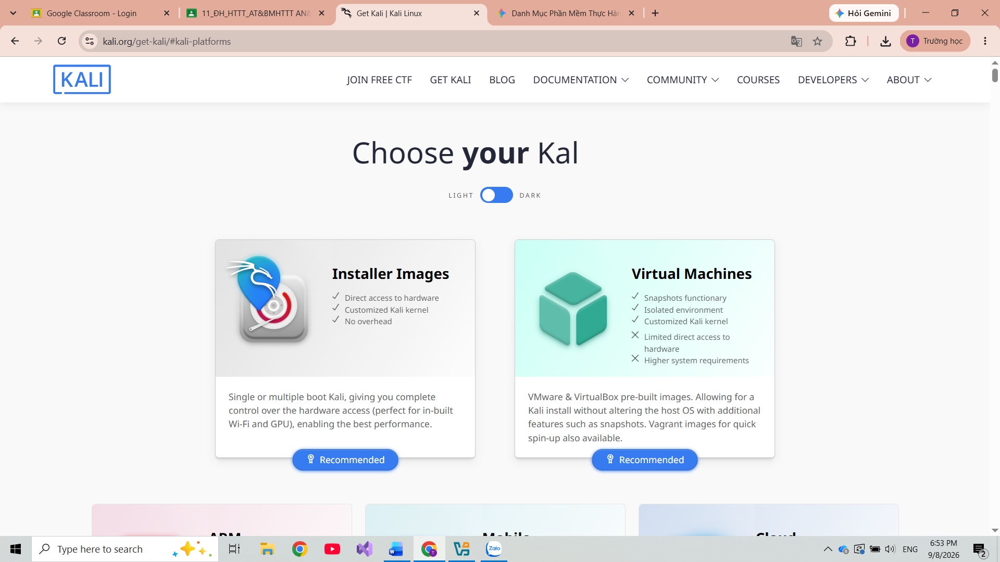 Google Classroom - Login
11_ĐH_HTTT_AT&BMHTTT AN&
Get Kali | Kali Linux
Danh Mục Phần Mềm Thực Hàn
Hỏi Gemini
kali.org/get-kali/#kali-platforms
T
Trường học
KALI
JOIN FREE CTF
GET KALI
BLOG
DOCUMENTATION
COMMUNITY
COURSES
DEVELOPERS
ABOUT
Choose your Kal
LIGHT
DARK
Installer Images
Direct access to hardware
Customized Kali kernel
No overhead
Single or multiple boot Kali, giving you complete
control over the hardware access (perfect for in-built
Wi-Fi and GPU), enabling the best performance.
Recommended
Virtual Machines
Snapshots functionary
Isolated environment
Customized Kali kernel
Limited direct access to
hardware
Higher system requirements
VMware & VirtualBox pre-built images. Allowing for a
Kali install without altering the host OS with additional
features such as snapshots. Vagrant images for quick
spin-up also available.
Recommended
ARM
Mobile
Cloud
Type here to search
Zalo
ENG
6:53 PM
9/8/2026
2